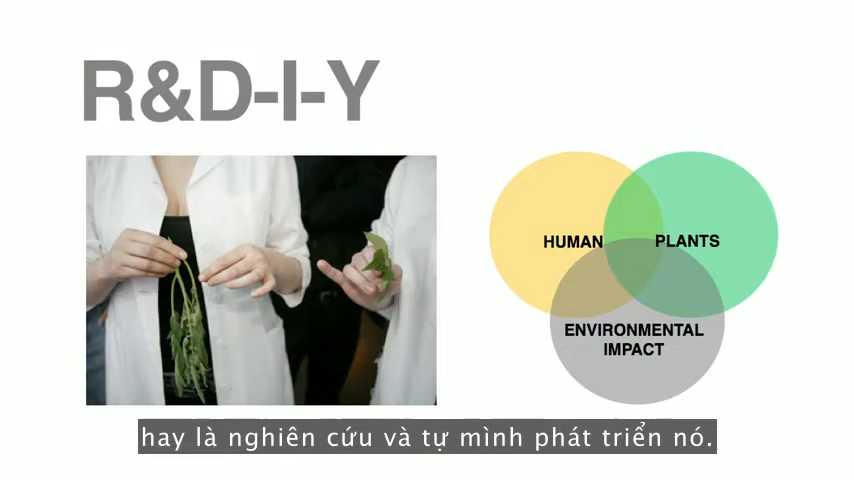 R&D-I-Y
HUMAN
PLANTS
ENVIRONMENTAL
IMPACT
hay là nghiên cứu và tự mình phát triển nó.